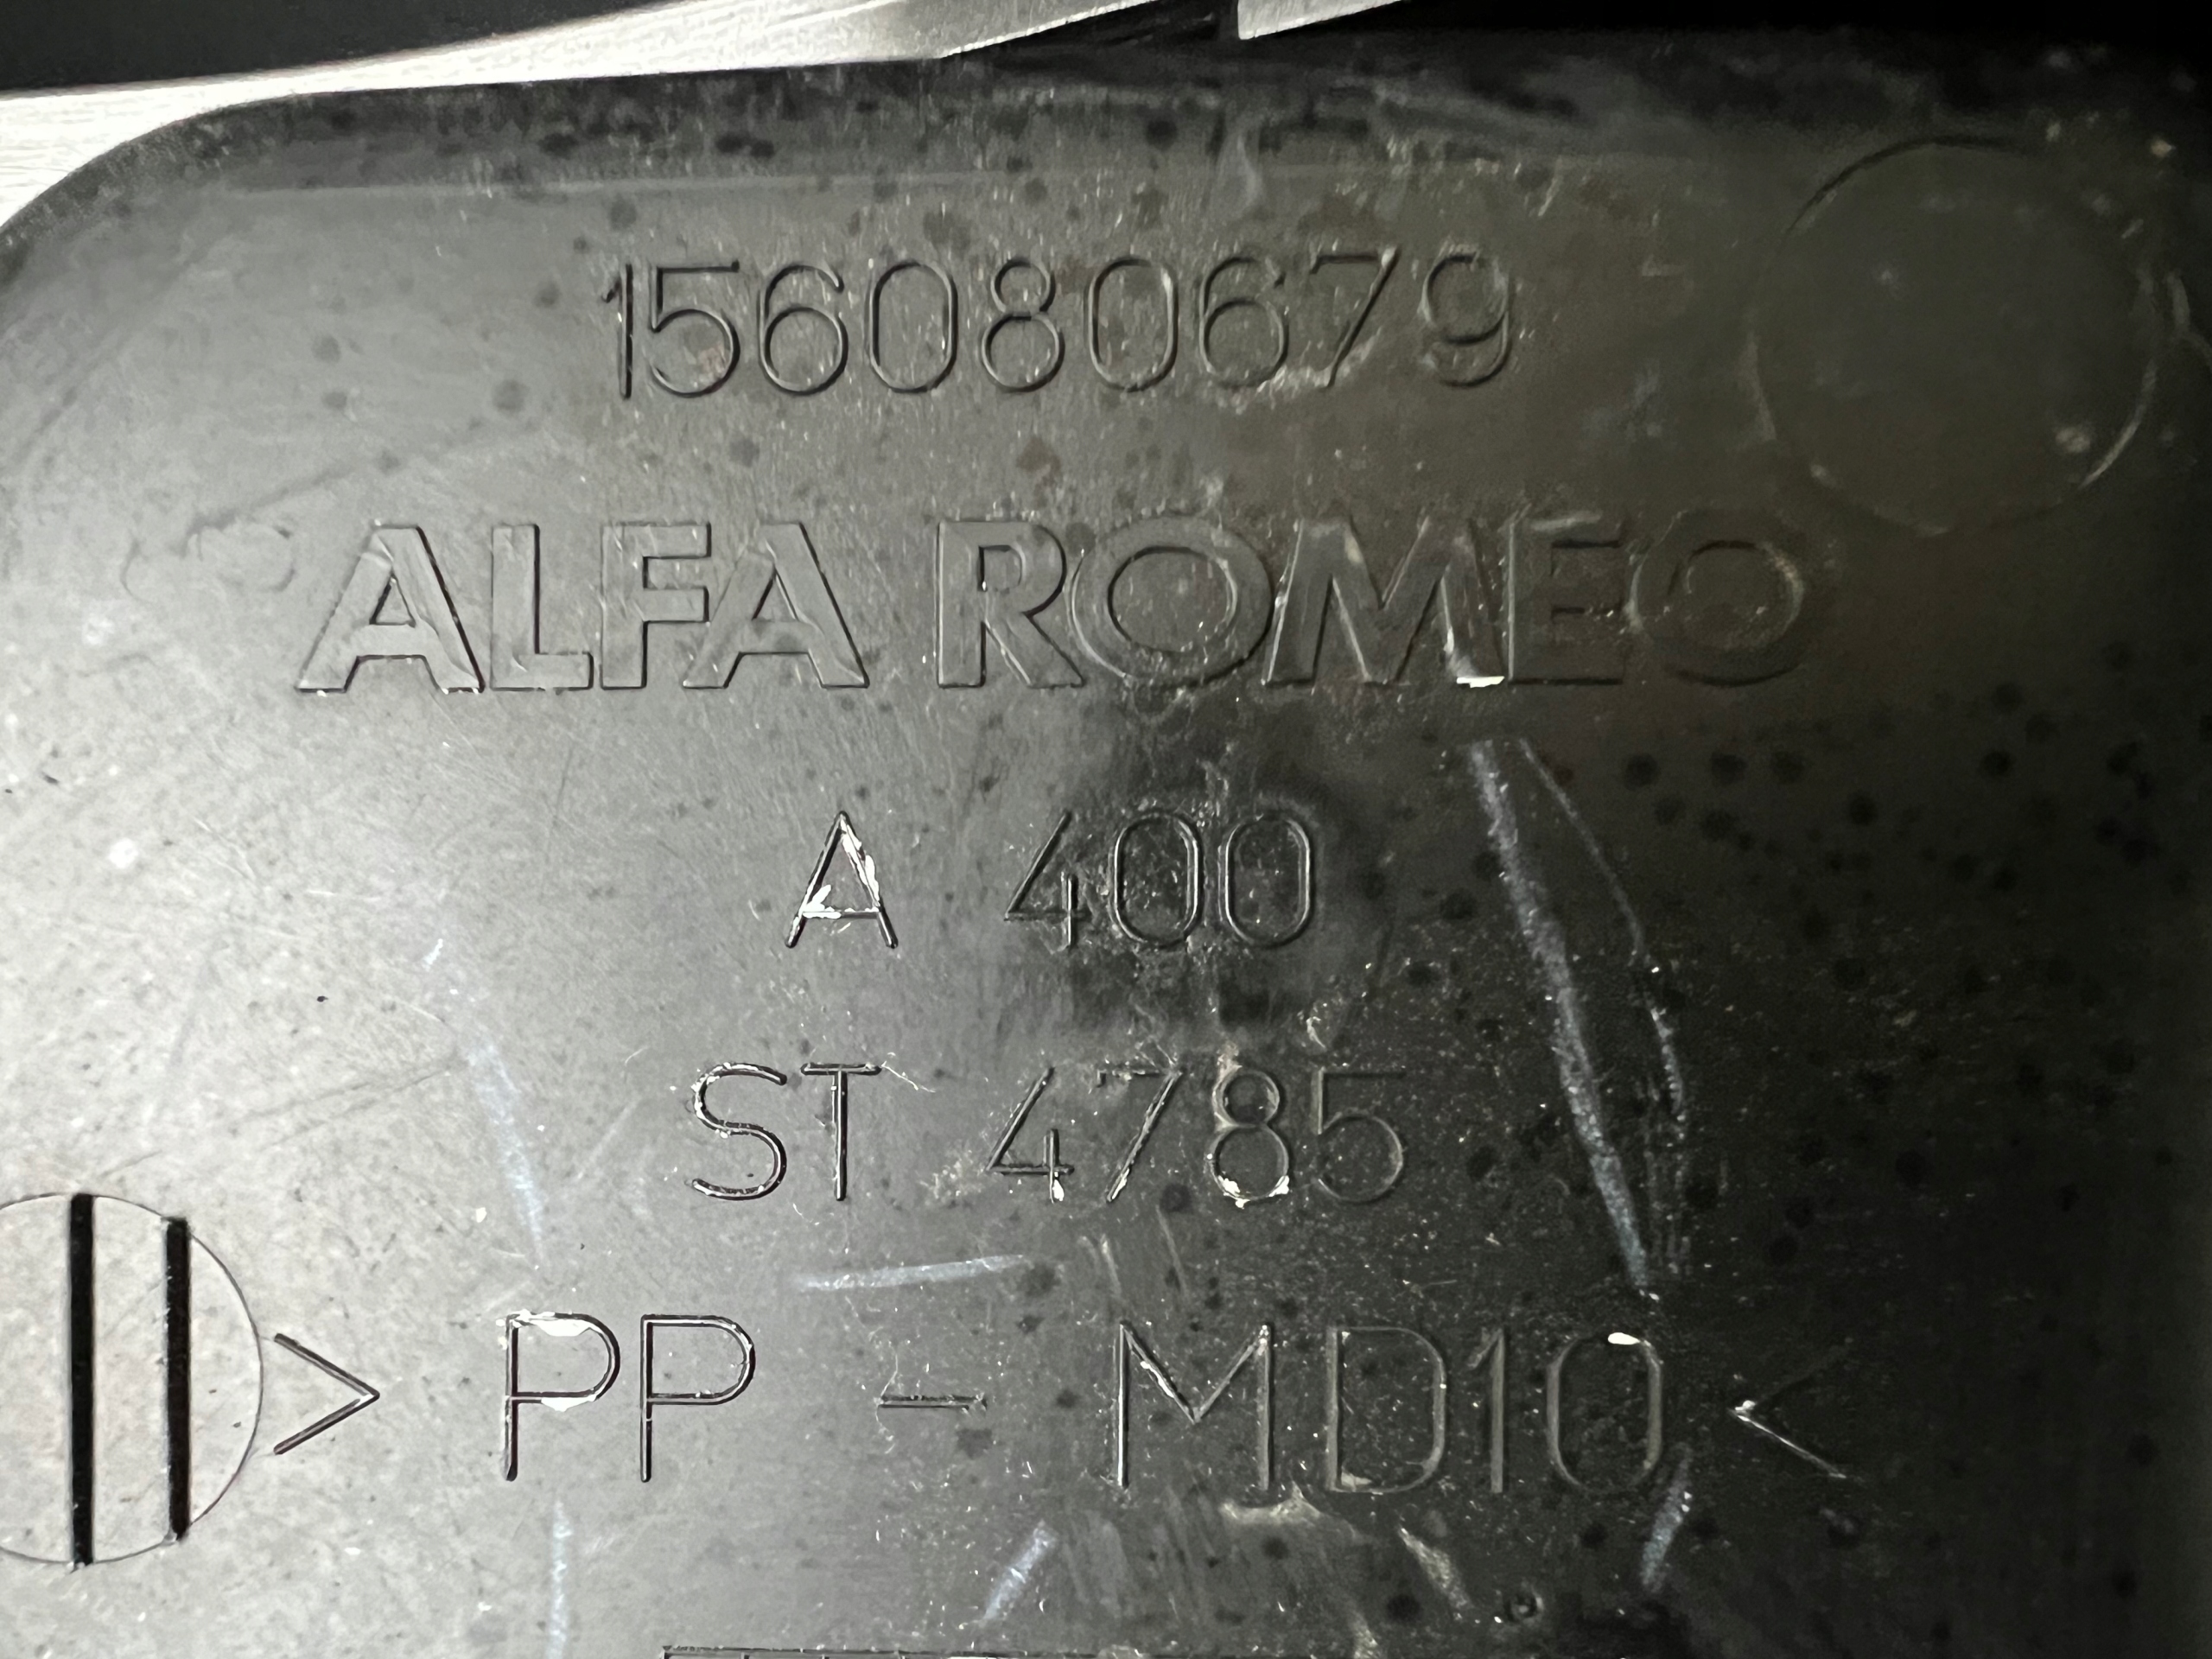 156080679
ALFA ROMEO
A 400
ST 4785
> PP - MD10 <